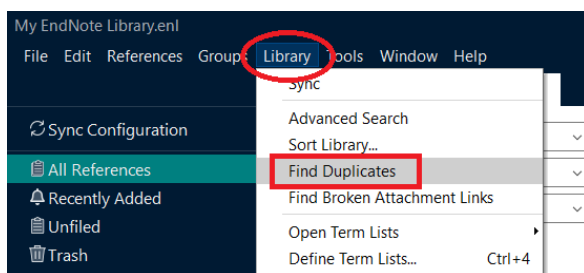 My EndNote Library.enl
File Edit References Groups Library Tools Window Help
Sync
Advanced Search
Sort Library...
Find Duplicates
Find Broken Attachment Links
Open Term Lists
Define Term Lists... Ctrl+4
Sync Configuration
All References
Recently Added
Unfiled
Trash